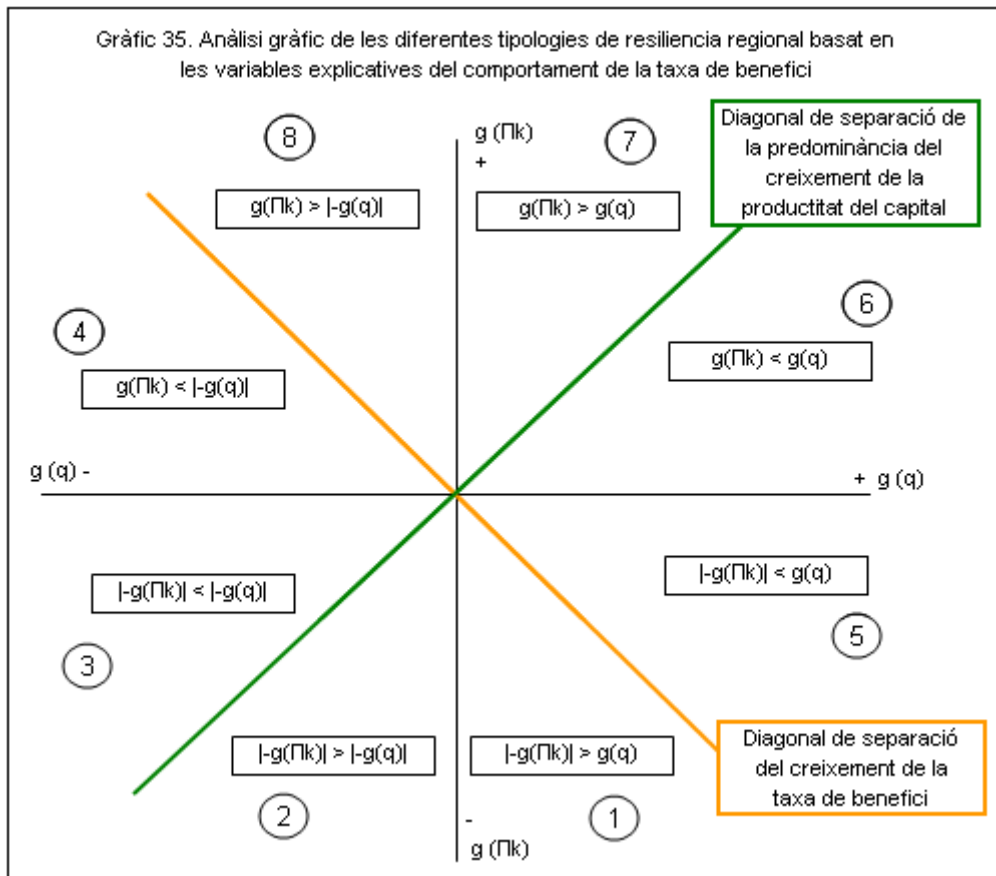 Gràfic 35. Anàlisi gràfic de les diferentes tipologies de resiliencia regional basat en
les variables explicatives del comportament de la taxa de benefici
8
g (Πk)
+
7
Diagonal de separació de
la predominància del
creixement de la
productitat del capital
g(Πk) > |-g(q)|
g(Πk) > g(q)
4
6
g(Πk) < |-g(q)|
g(Πk) < g(q)
g (q) -
+ g (q)
|-g(Πk)| < |-g(q)|
|-g(Πk)| < g(q)
3
5
|-g(Πk)| > |-g(q)|
|-g(Πk)| > g(q)
Diagonal de separació
del creixement de la
taxa de benefici
2
-
g (Πk)
1